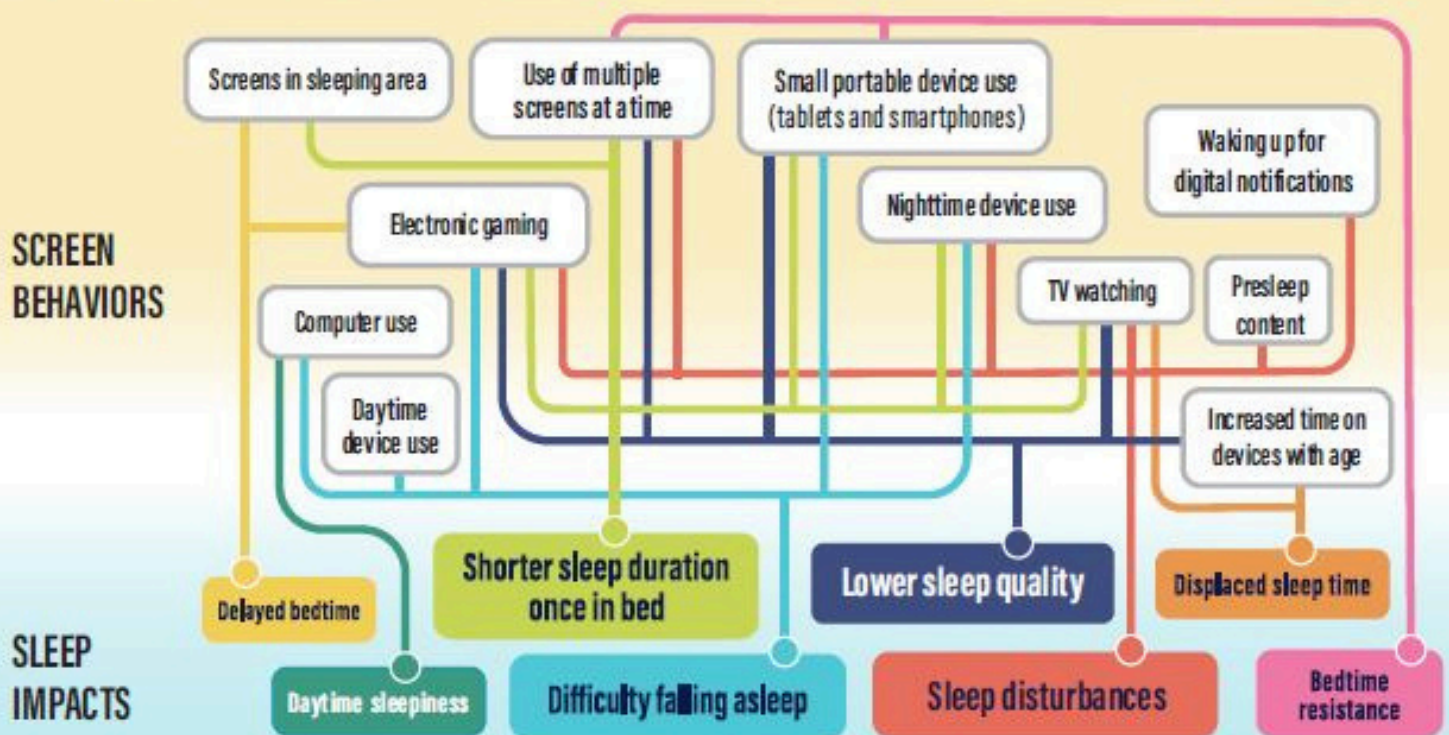 Screens in sleeping area
Use of multiple
screens at a time
Small portable device use
(tablets and smartphones)
Waking up for
digital notifications
Electronic gaming
Nighttime device use
SCREEN
BEHAVIORS
TV watching
Presleep
content
Computer use
Daytime
device use
Increased time on
devices with age
Shorter sleep duration
once in bed
Lower sleep quality
Displaced sleep time
Delayed bedtime
SLEEP
IMPACTS
Daytime sleepiness
Difficulty falling asleep
Sleep disturbances
Bedtime
resistance